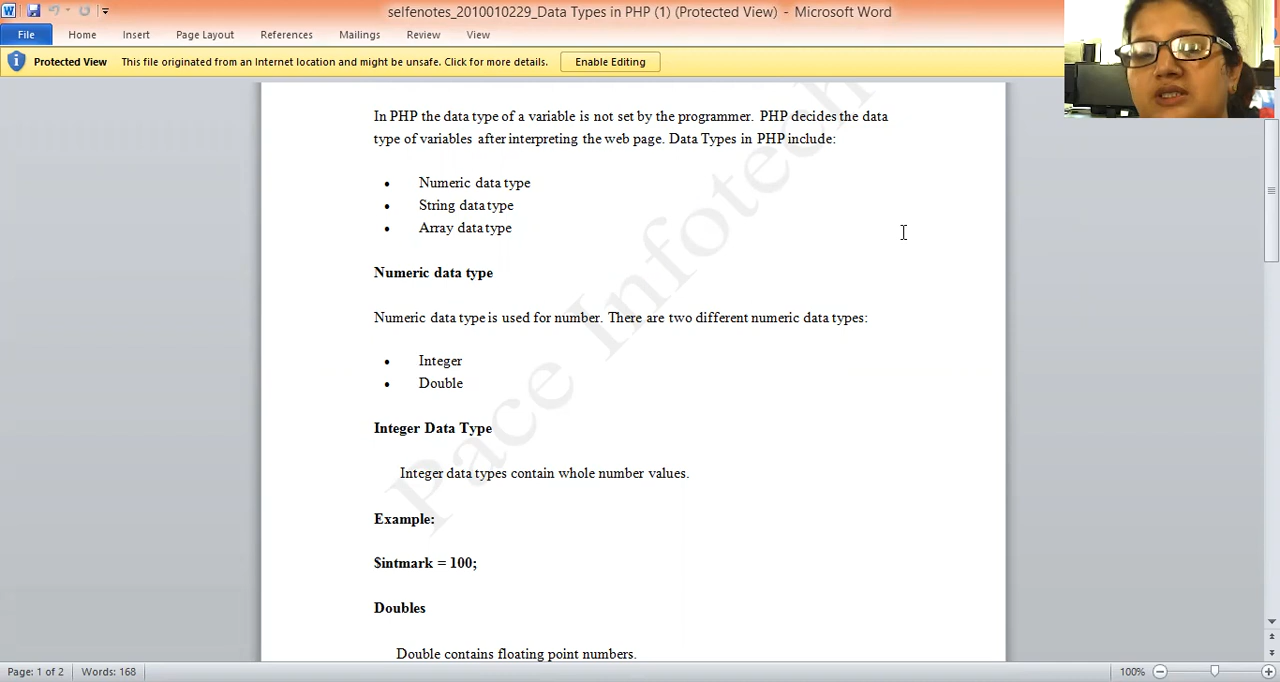 selfenotes_2010010229_Data Types in PHP (1) (Protected View) - Microsoft Word
File Home Insert Page Layout References Mailings Review View
Protected View This file originated from an Internet location and might be unsafe. Click for more details. Enable Editing
In PHP the data type of a variable is not set by the programmer. PHP decides the data
type of variables after interpreting the web page. Data Types in PHP include:
• Numeric data type
• String data type
• Array data type
Numeric data type
Numeric data type is used for number. There are two different numeric data types:
• Integer
• Double
Integer Data Type
Integer data types contain whole number values.
Example:
$intmark = 100;
Doubles
Double contains floating point numbers.
Pace Infotech
Page: 1 of 2 Words: 168 100%